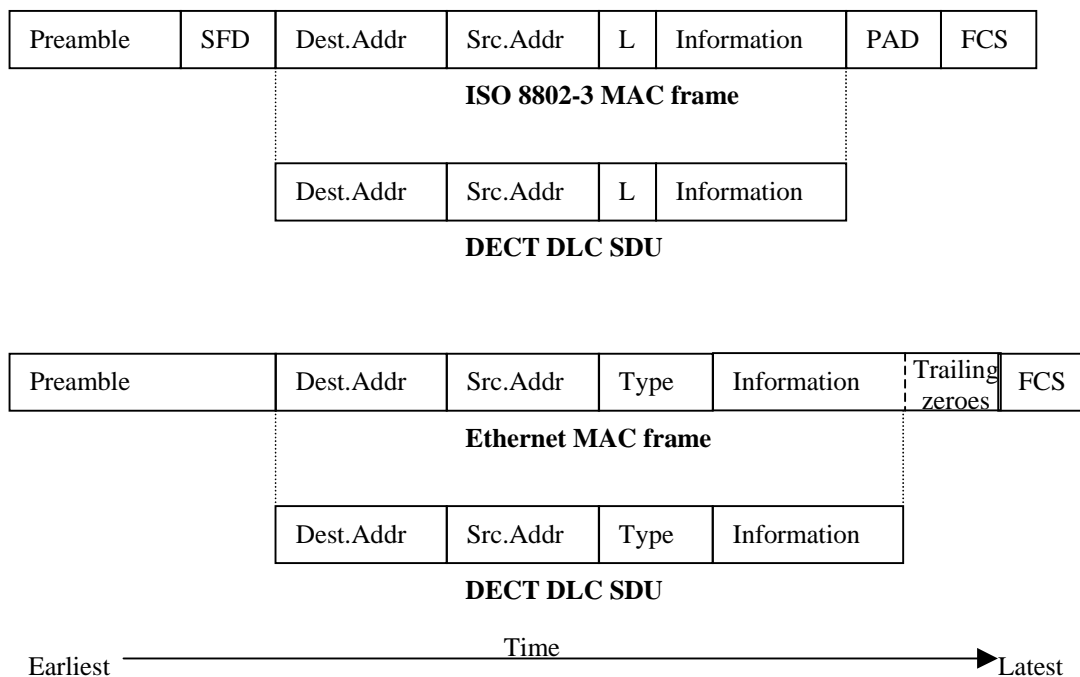 Preamble SFD Dest.Addr Src.Addr L Information PAD FCS
ISO 8802-3 MAC frame
Dest.Addr Src.Addr L Information
DECT DLC SDU
Preamble Dest.Addr Src.Addr Type Information Trailing zeroes FCS
Ethernet MAC frame
Dest.Addr Src.Addr Type Information
DECT DLC SDU
Time
Earliest Latest